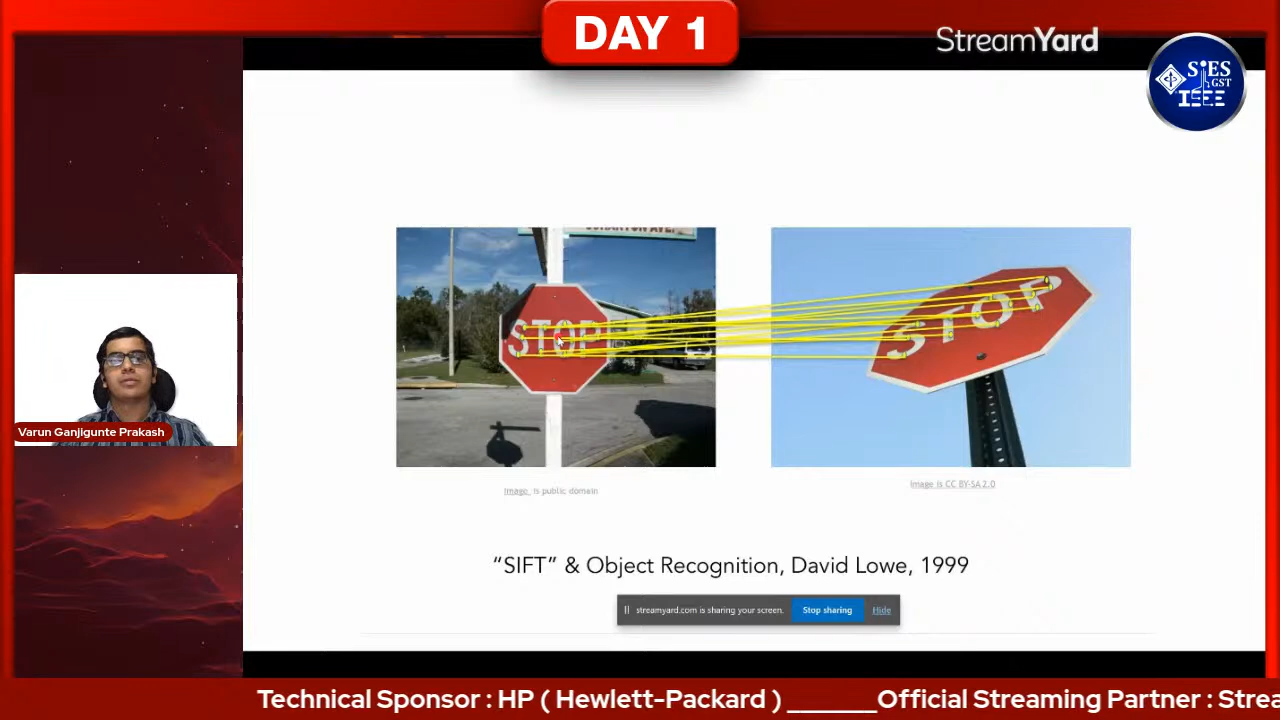 DAY 1
StreamYard
SiES
GST
IEEE
STOP
STOP
Image is public domain
Image is CC BY-SA 2.0
“SIFT” & Object Recognition, David Lowe, 1999
streamyard.com is sharing your screen. Stop sharing Hide
Varun Ganjigunte Prakash
Technical Sponsor : HP ( Hewlett-Packard ) ______Official Streaming Partner : Strea